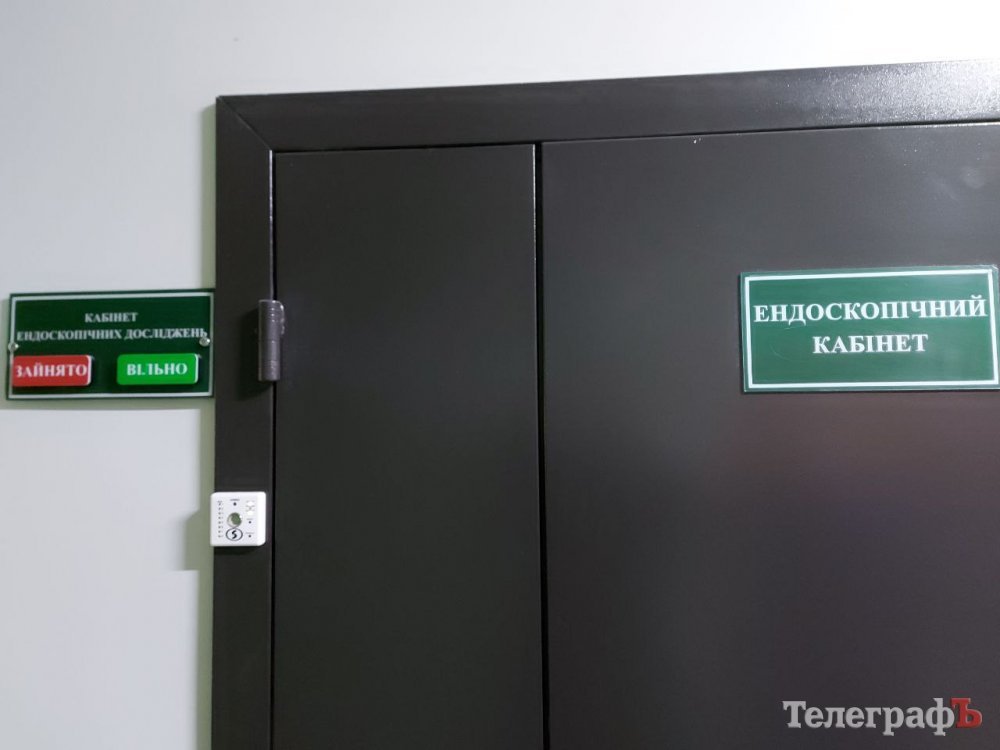 КАБІНЕТ
ЕНДОСКОПІЧНИХ ДОСЛІДЖЕНЬ
ЗАЙНЯТО
ВІЛЬНО
ЕНДОСКОПІЧНИЙ
КАБІНЕТ
ТелеграфЪ